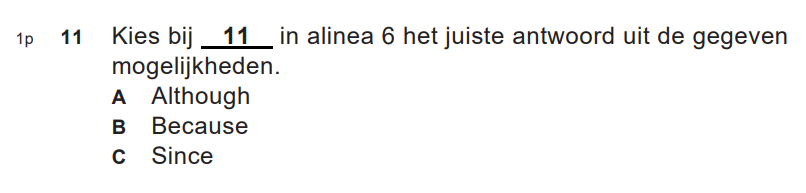 1p 11 Kies bij 11 in alinea 6 het juiste antwoord uit de gegeven
mogelijkheden.
A Although
B Because
C Since